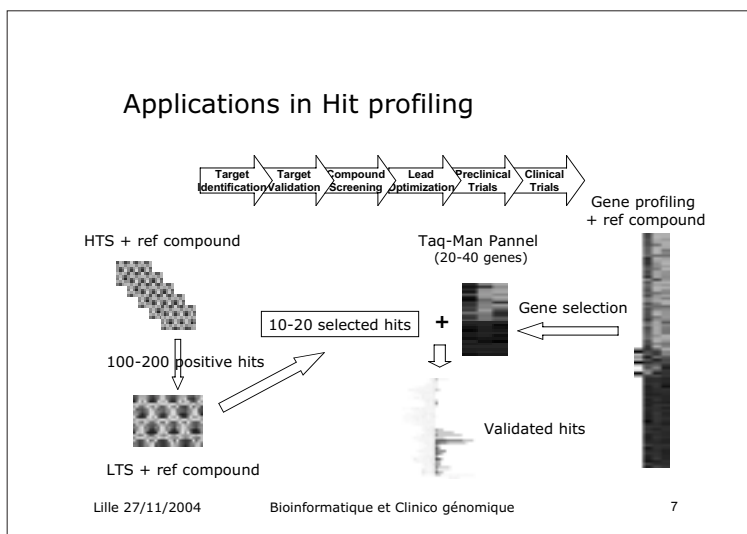 Applications in Hit profiling
Target Identification
Target Validation
Compound Screening
Lead Optimization
Preclinical Trials
Clinical Trials
Gene profiling
+ ref compound
HTS + ref compound
Taq-Man Pannel
(20-40 genes)
10-20 selected hits
+
Gene selection
100-200 positive hits
Validated hits
LTS + ref compound
Lille 27/11/2004
Bioinformatique et Clinico génomique
7